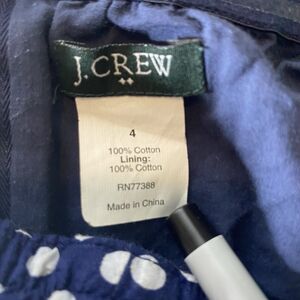 J.CREW
4
100% Cotton
Lining:
100% Cotton
RN77388
Made in China